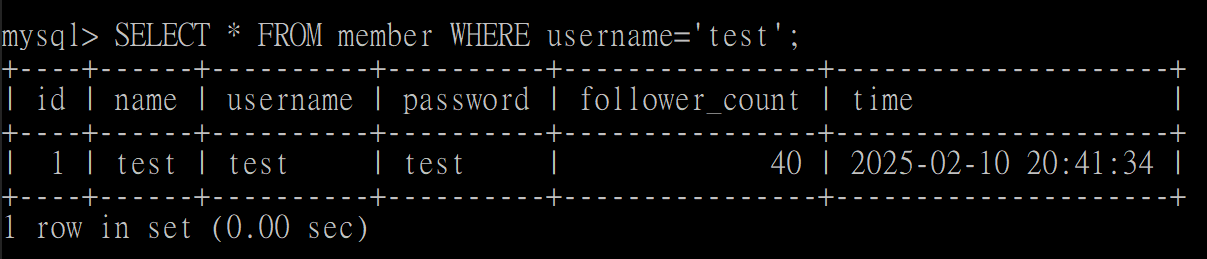 mysql> SELECT * FROM member WHERE username='test';
+----+------+----------+----------+----------------+---------------------+
| id | name | username | password | follower_count | time                |
+----+------+----------+----------+----------------+---------------------+
|  1 | test | test     | test     |             40 | 2025-02-10 20:41:34 |
+----+------+----------+----------+----------------+---------------------+
1 row in set (0.00 sec)